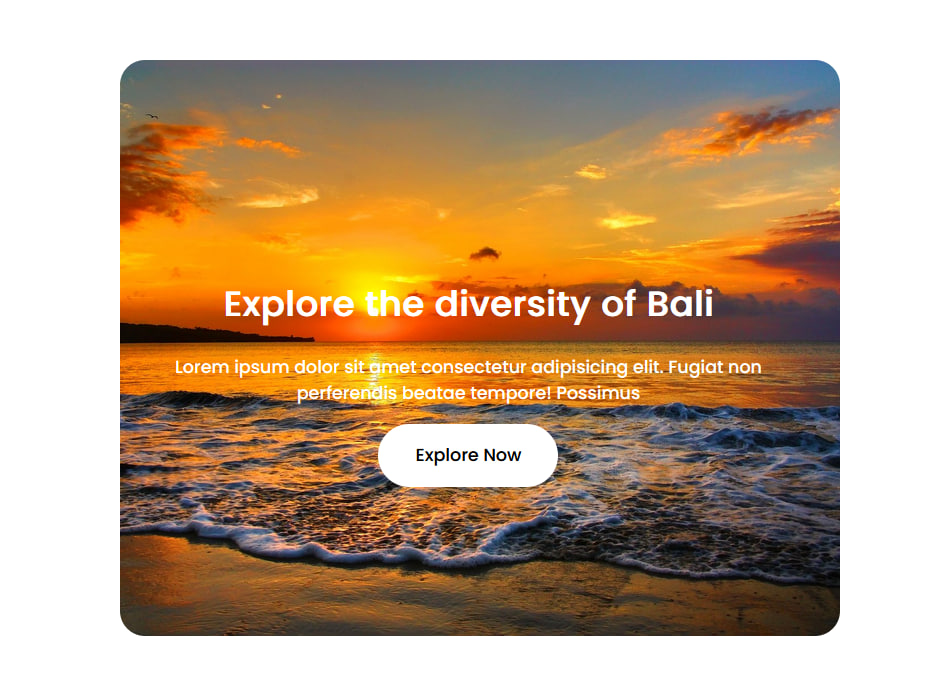 Explore the diversity of Bali
Lorem ipsum dolor sit amet consectetur adipisicing elit. Fugiat non
perferendis beatae tempore! Possimus
Explore Now